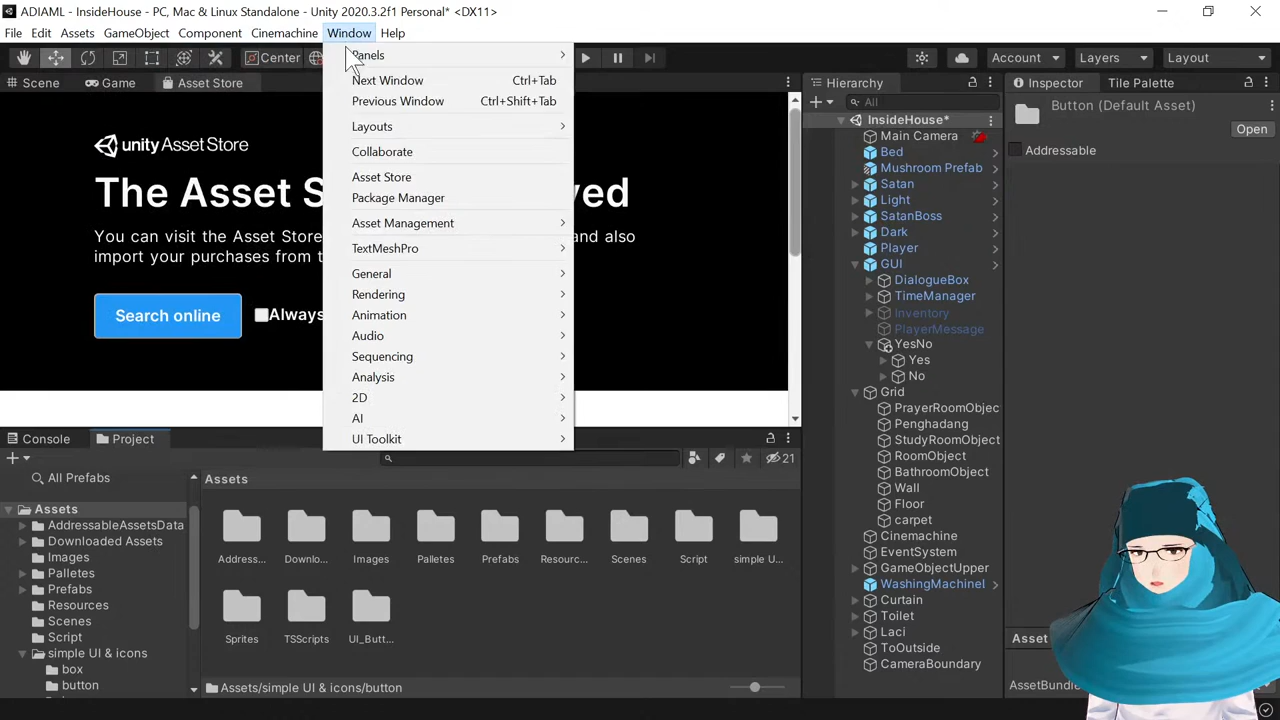 ADIAML - InsideHouse - PC, Mac & Linux Standalone - Unity 2020.3.2f1 Personal* <DX11>
File Edit Assets GameObject Component Cinemachine Window Help
Center Account Layers Layout
Scene Game Asset Store
unity Asset Store
The Asset S ved
You can visit the Asset Store and also
import your purchases from t
Search online Always
Panels
Next Window Ctrl+Tab
Previous Window Ctrl+Shift+Tab
Layouts
Collaborate
Asset Store
Package Manager
Asset Management
TextMeshPro
General
Rendering
Animation
Audio
Sequencing
Analysis
2D
AI
UI Toolkit
Hierarchy
All
InsideHouse*
Main Camera
Bed
Mushroom Prefab
Satan
Light
SatanBoss
Dark
Player
GUI
DialogueBox
TimeManager
Inventory
PlayerMessage
YesNo
Yes
No
Grid
PrayerRoomObjec
Penghadang
StudyRoomObject
RoomObject
BathroomObject
Wall
Floor
carpet
Cinemachine
EventSystem
GameObjectUpper
WashingMachinel
Curtain
Toilet
Laci
ToOutside
CameraBoundary
Inspector Tile Palette
Button (Default Asset)
Open
Addressable
Asset
AssetBundl
Console Project
21
All Prefabs
Assets
AddressableAssetsData
Downloaded Assets
Images
Palletes
Prefabs
Resources
Scenes
Script
simple UI & icons
box
button
Assets
Address... Downlo... Images Palletes Prefabs Resourc... Scenes Script simple U...
Sprites TSScripts UI_Butt...
Assets/simple UI & icons/button